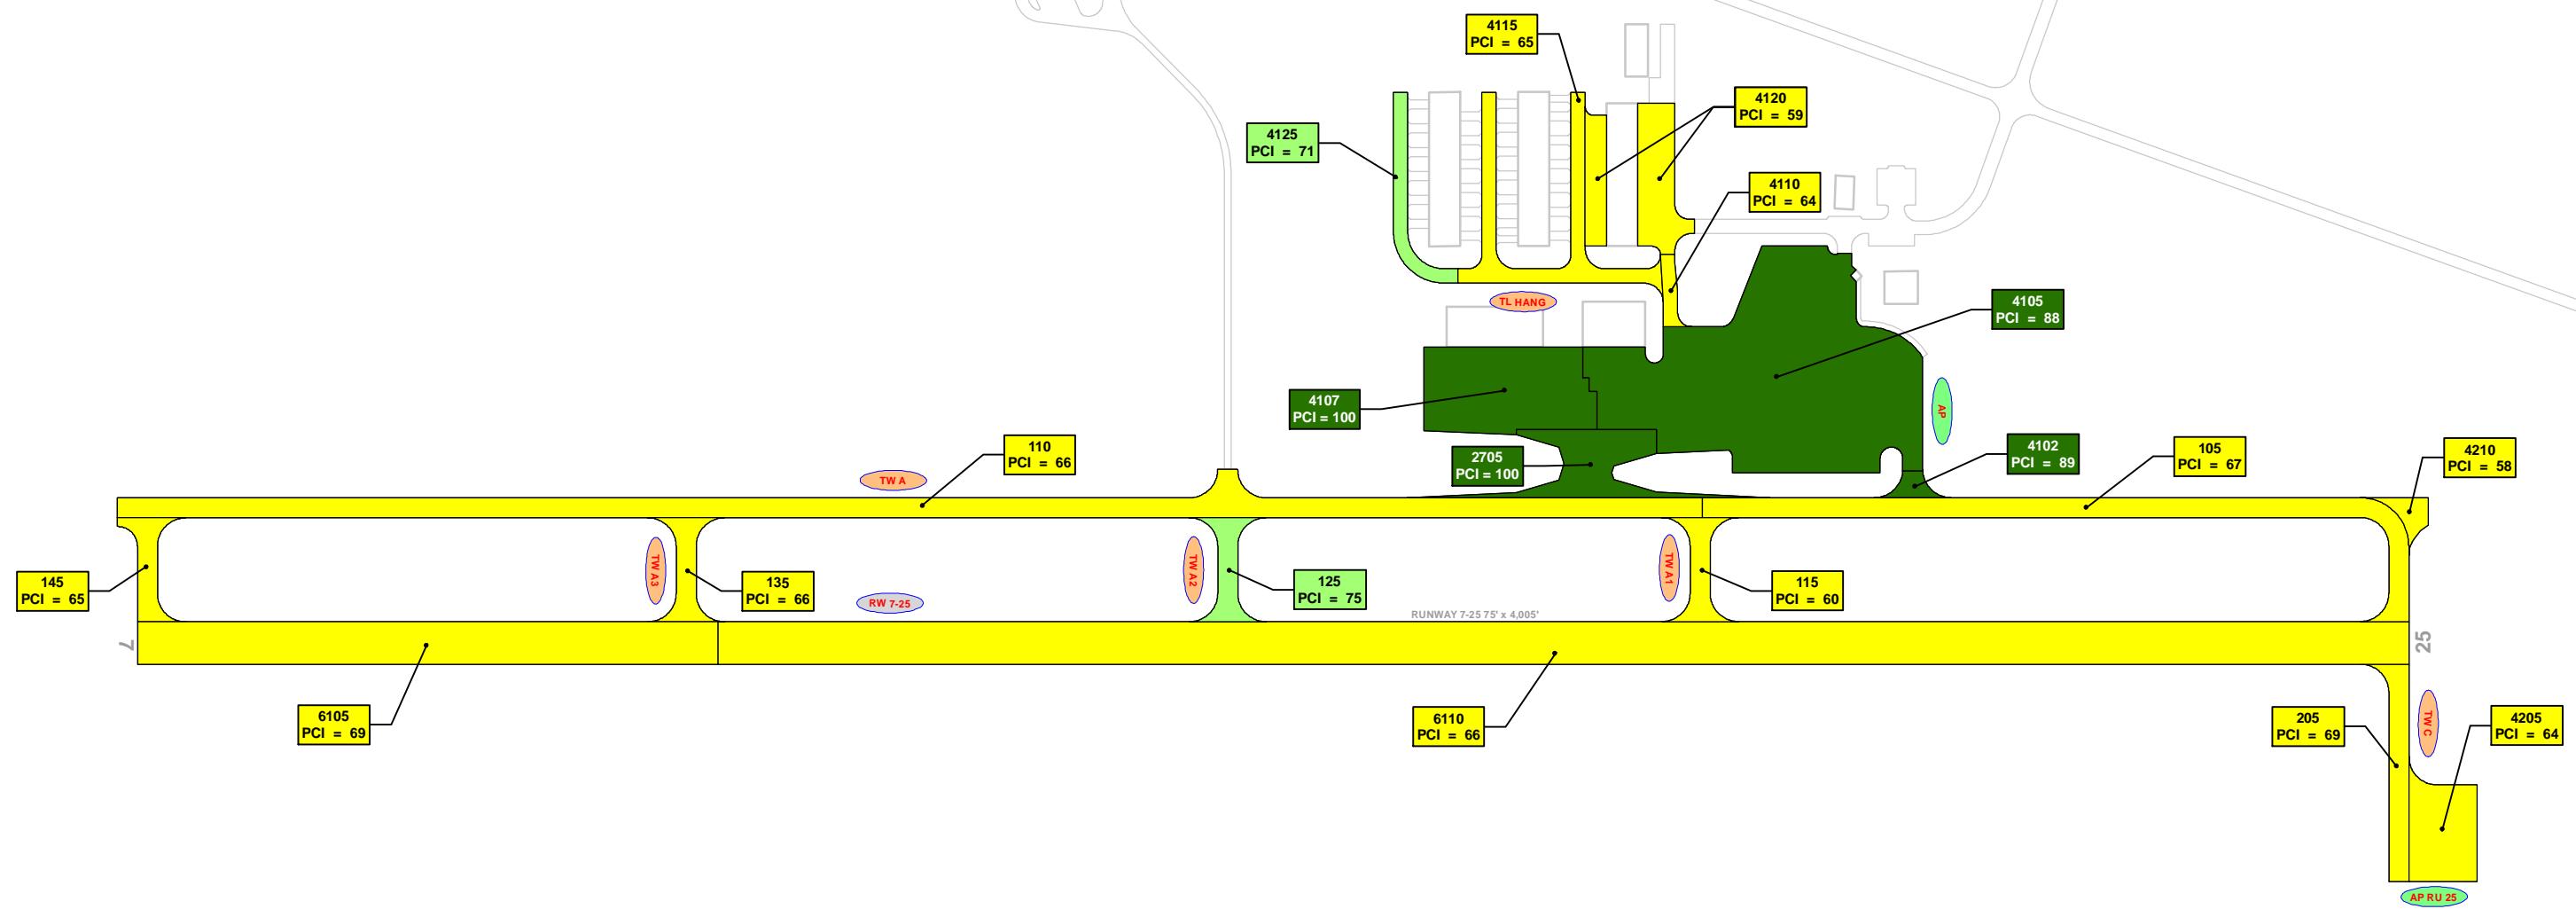 4115
PCI = 65
4120
PCI = 59
4125
PCI = 71
4110
PCI = 64
TL HANG
4105
PCI = 88
4107
PCI = 100
AP
110
PCI = 66
2705
PCI = 100
4102
PCI = 89
105
PCI = 67
4210
PCI = 58
TW A
145
PCI = 65
TW A3
135
PCI = 66
RW 7-25
TW A2
125
PCI = 75
TW A1
115
PCI = 60
RUNWAY 7-25 75' x 4,005'
7
25
6105
PCI = 69
6110
PCI = 66
205
PCI = 69
TW C
4205
PCI = 64
AP RU 25